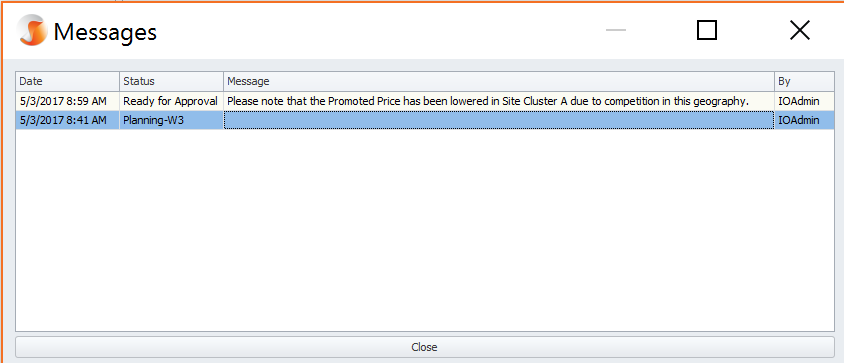 Messages
Date Status Message By
5/3/2017 8:59 AM Ready for Approval Please note that the Promoted Price has been lowered in Site Cluster A due to competition in this geography. IOAdmin
5/3/2017 8:41 AM Planning-W3 IOAdmin
Close